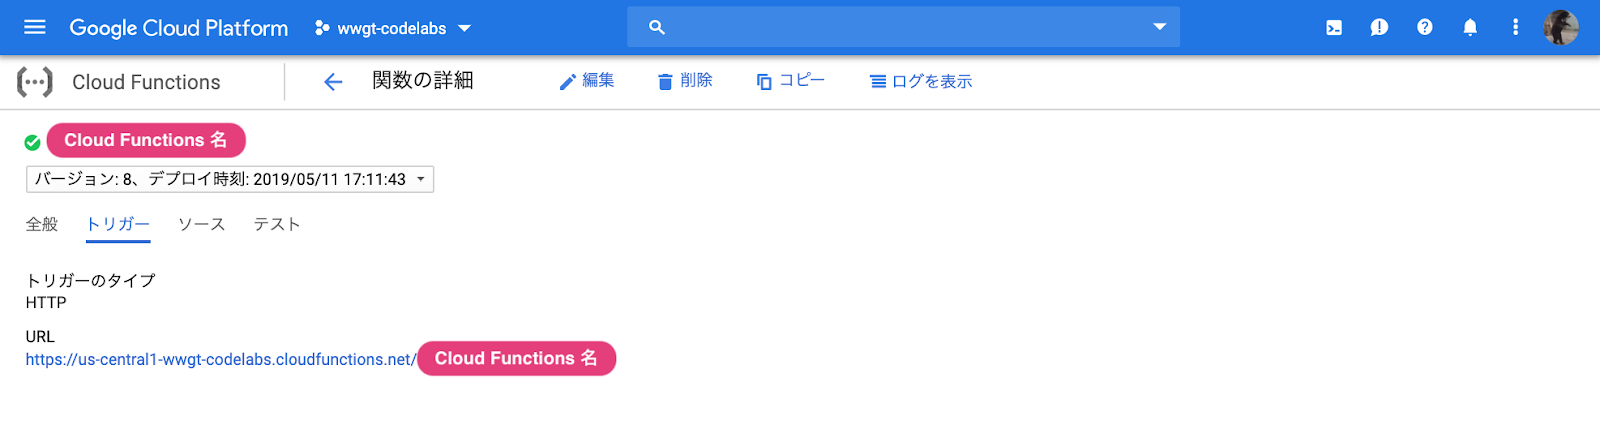 Google Cloud Platform wwgt-codelabs
Cloud Functions 関数の詳細 編集 削除 コピー ログを表示
Cloud Functions 名
バージョン: 8、デプロイ時刻: 2019/05/11 17:11:43
全般 トリガー ソース テスト
トリガーのタイプ
HTTP
URL
https://us-central1-wwgt-codelabs.cloudfunctions.net/ Cloud Functions 名